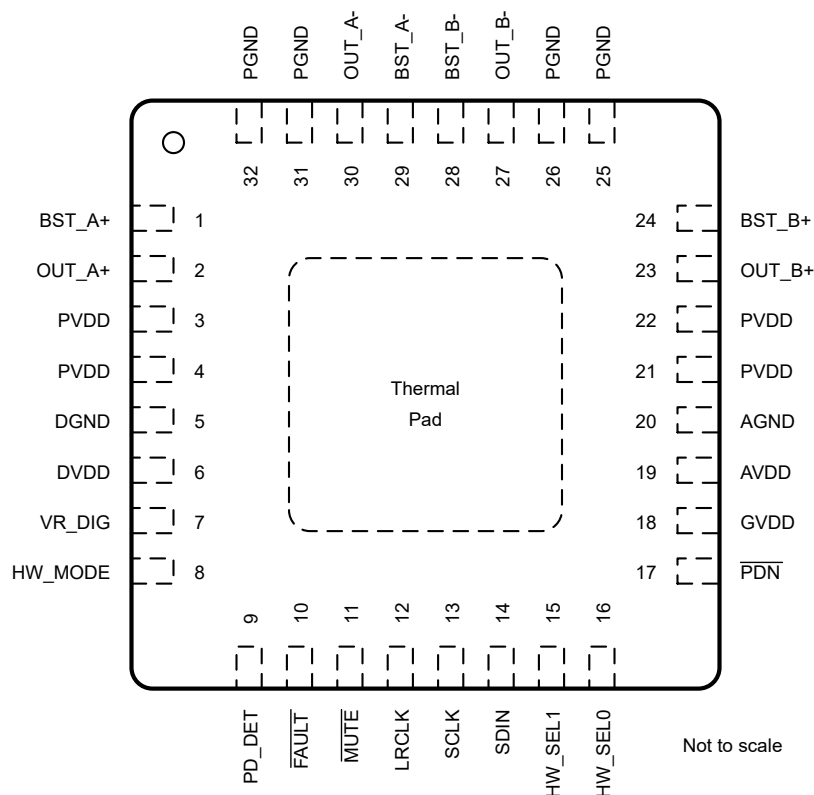 PGND
PGND
OUT_A-
BST_A-
BST_B-
OUT_B-
PGND
PGND
32
31
30
29
28
27
26
25
BST_A+ 1
24 BST_B+
OUT_A+ 2
23 OUT_B+
PVDD 3
22 PVDD
PVDD 4
21 PVDD
Thermal
Pad
DGND 5
20 AGND
DVDD 6
19 AVDD
VR_DIG 7
18 GVDD
HW_MODE 8
17 PDN
9
10
11
12
13
14
15
16
PD_DET
FAULT
MUTE
LRCLK
SCLK
SDIN
HW_SEL1
HW_SEL0
Not to scale